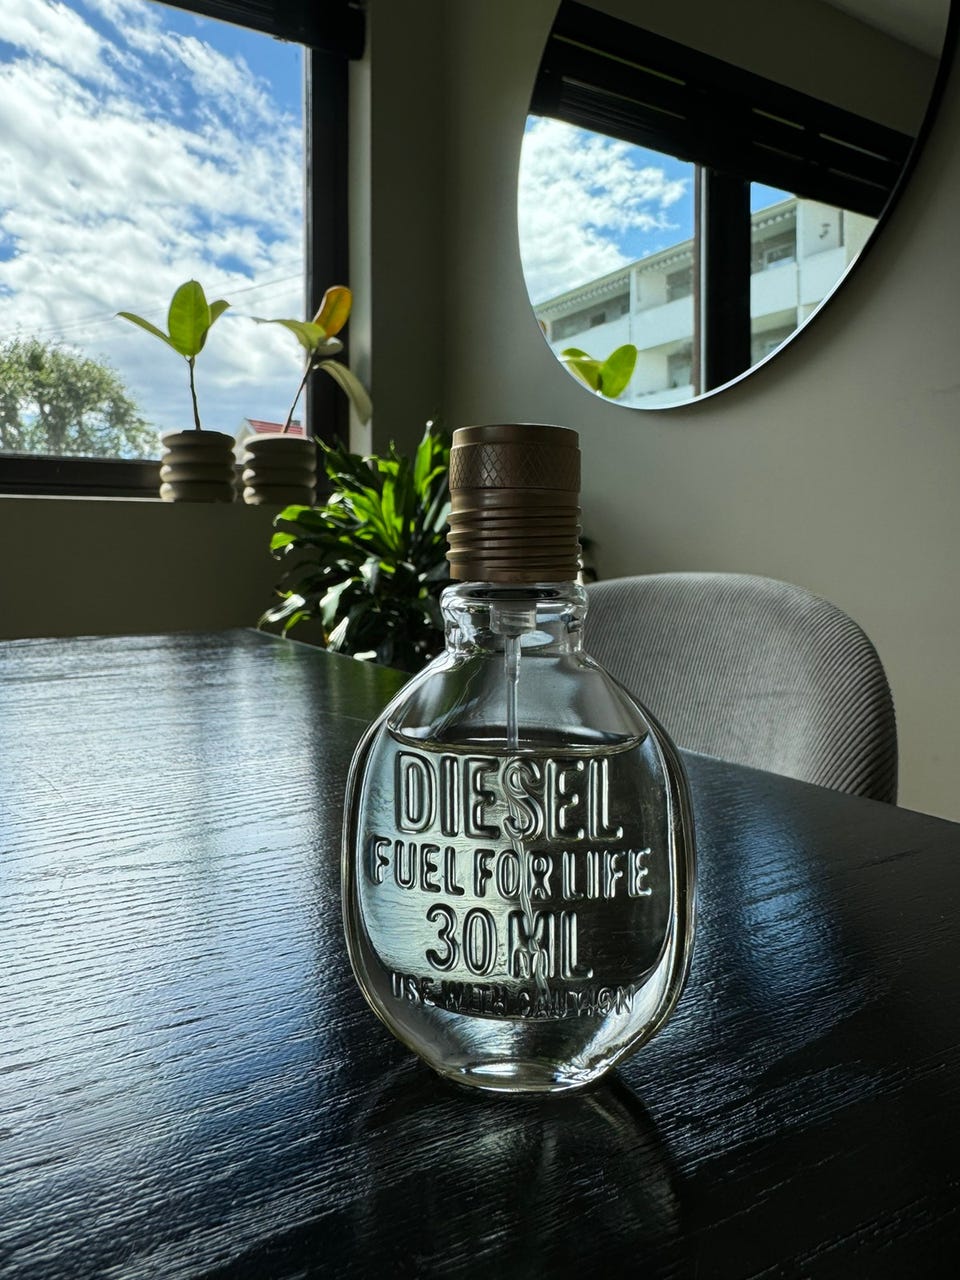 DIESEL
FUEL FOR LIFE
30 ML
USE WITH CAUTION